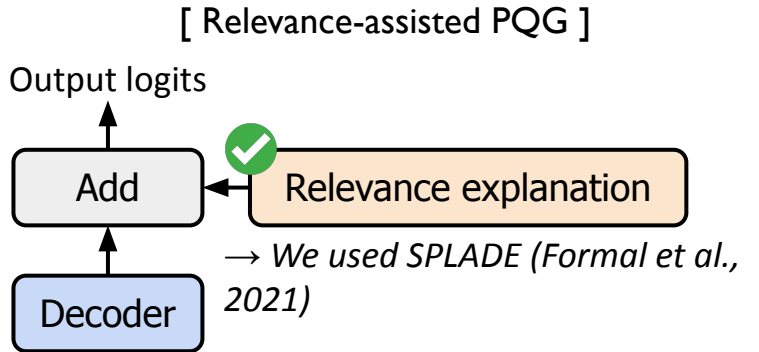 [ Relevance-assisted PQG ]
Output logits
Add
Relevance explanation
→ We used SPLADE (Formal et al.,
2021)
Decoder